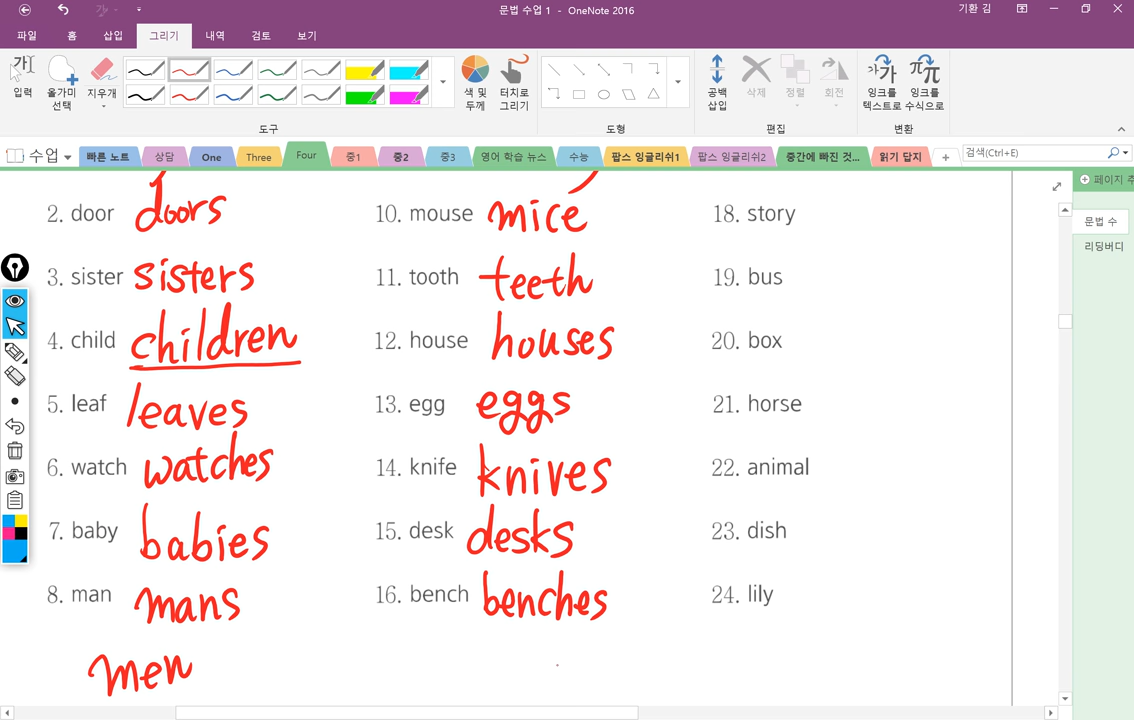 문법 수업 1 - OneNote 2016
기환 김
파일 홈 삽입 그리기 내역 검토 보기
입력
올가미 선택
지우개
색 및 두께
터치로 그리기
공백 삽입
삭제
정렬
회전
잉크를 텍스트로
잉크를 수식으로
도구
도형
편집
변환
수업 빠른 노트 상담 One Three Four 중1 중2 중3 영어 학습 뉴스 수능 팝스 잉글리쉬1 팝스 잉글리쉬2 중간에 빠진 것... 읽기 답지
검색(Ctrl+E)
페이지 추
문법 수
리딩버디
2. door doors
3. sister sisters
4. child children
5. leaf leaves
6. watch watches
7. baby babies
8. man mans
men
10. mouse mice
11. tooth teeth
12. house houses
13. egg eggs
14. knife knives
15. desk desks
16. bench benches
18. story
19. bus
20. box
21. horse
22. animal
23. dish
24. lily